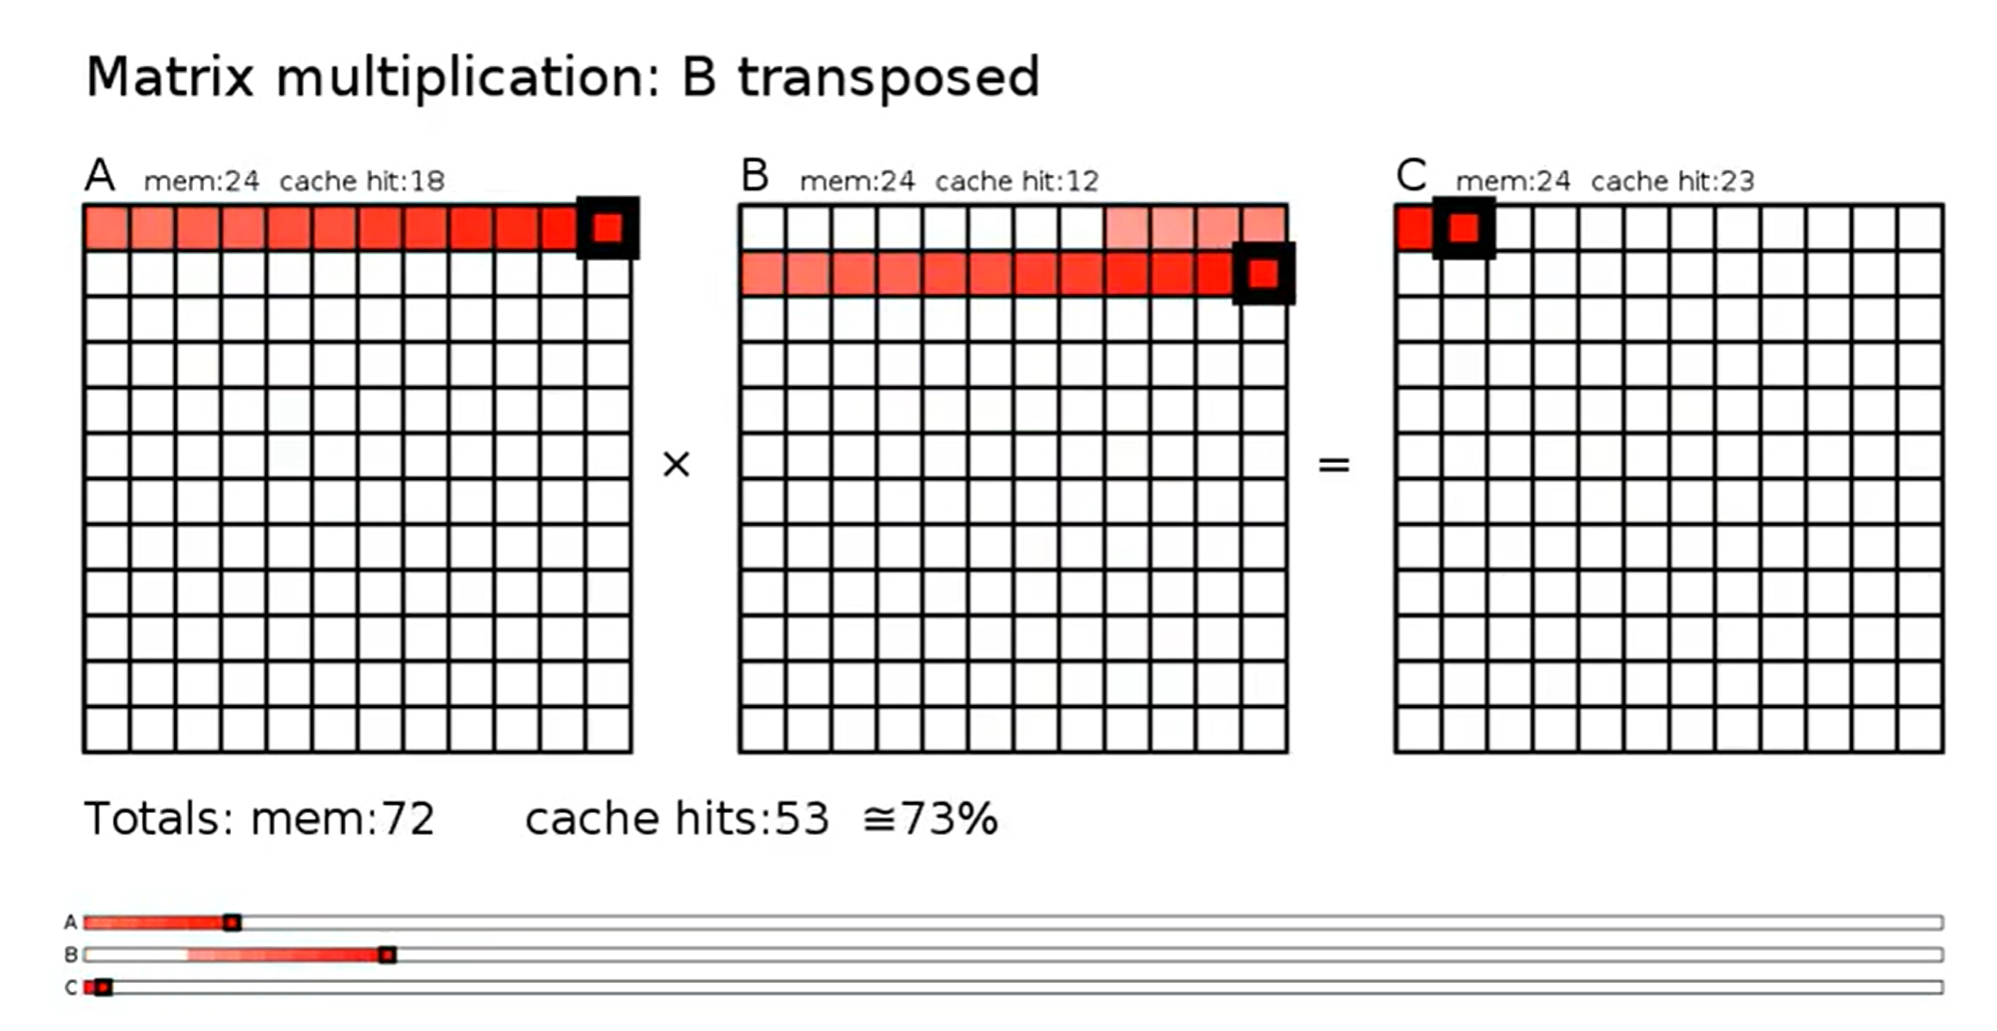 Matrix multiplication: B transposed
A mem:24 cache hit:18
B mem:24 cache hit:12
C mem:24 cache hit:23
×
=
Totals: mem:72 cache hits:53 ≅73%
A
B
C